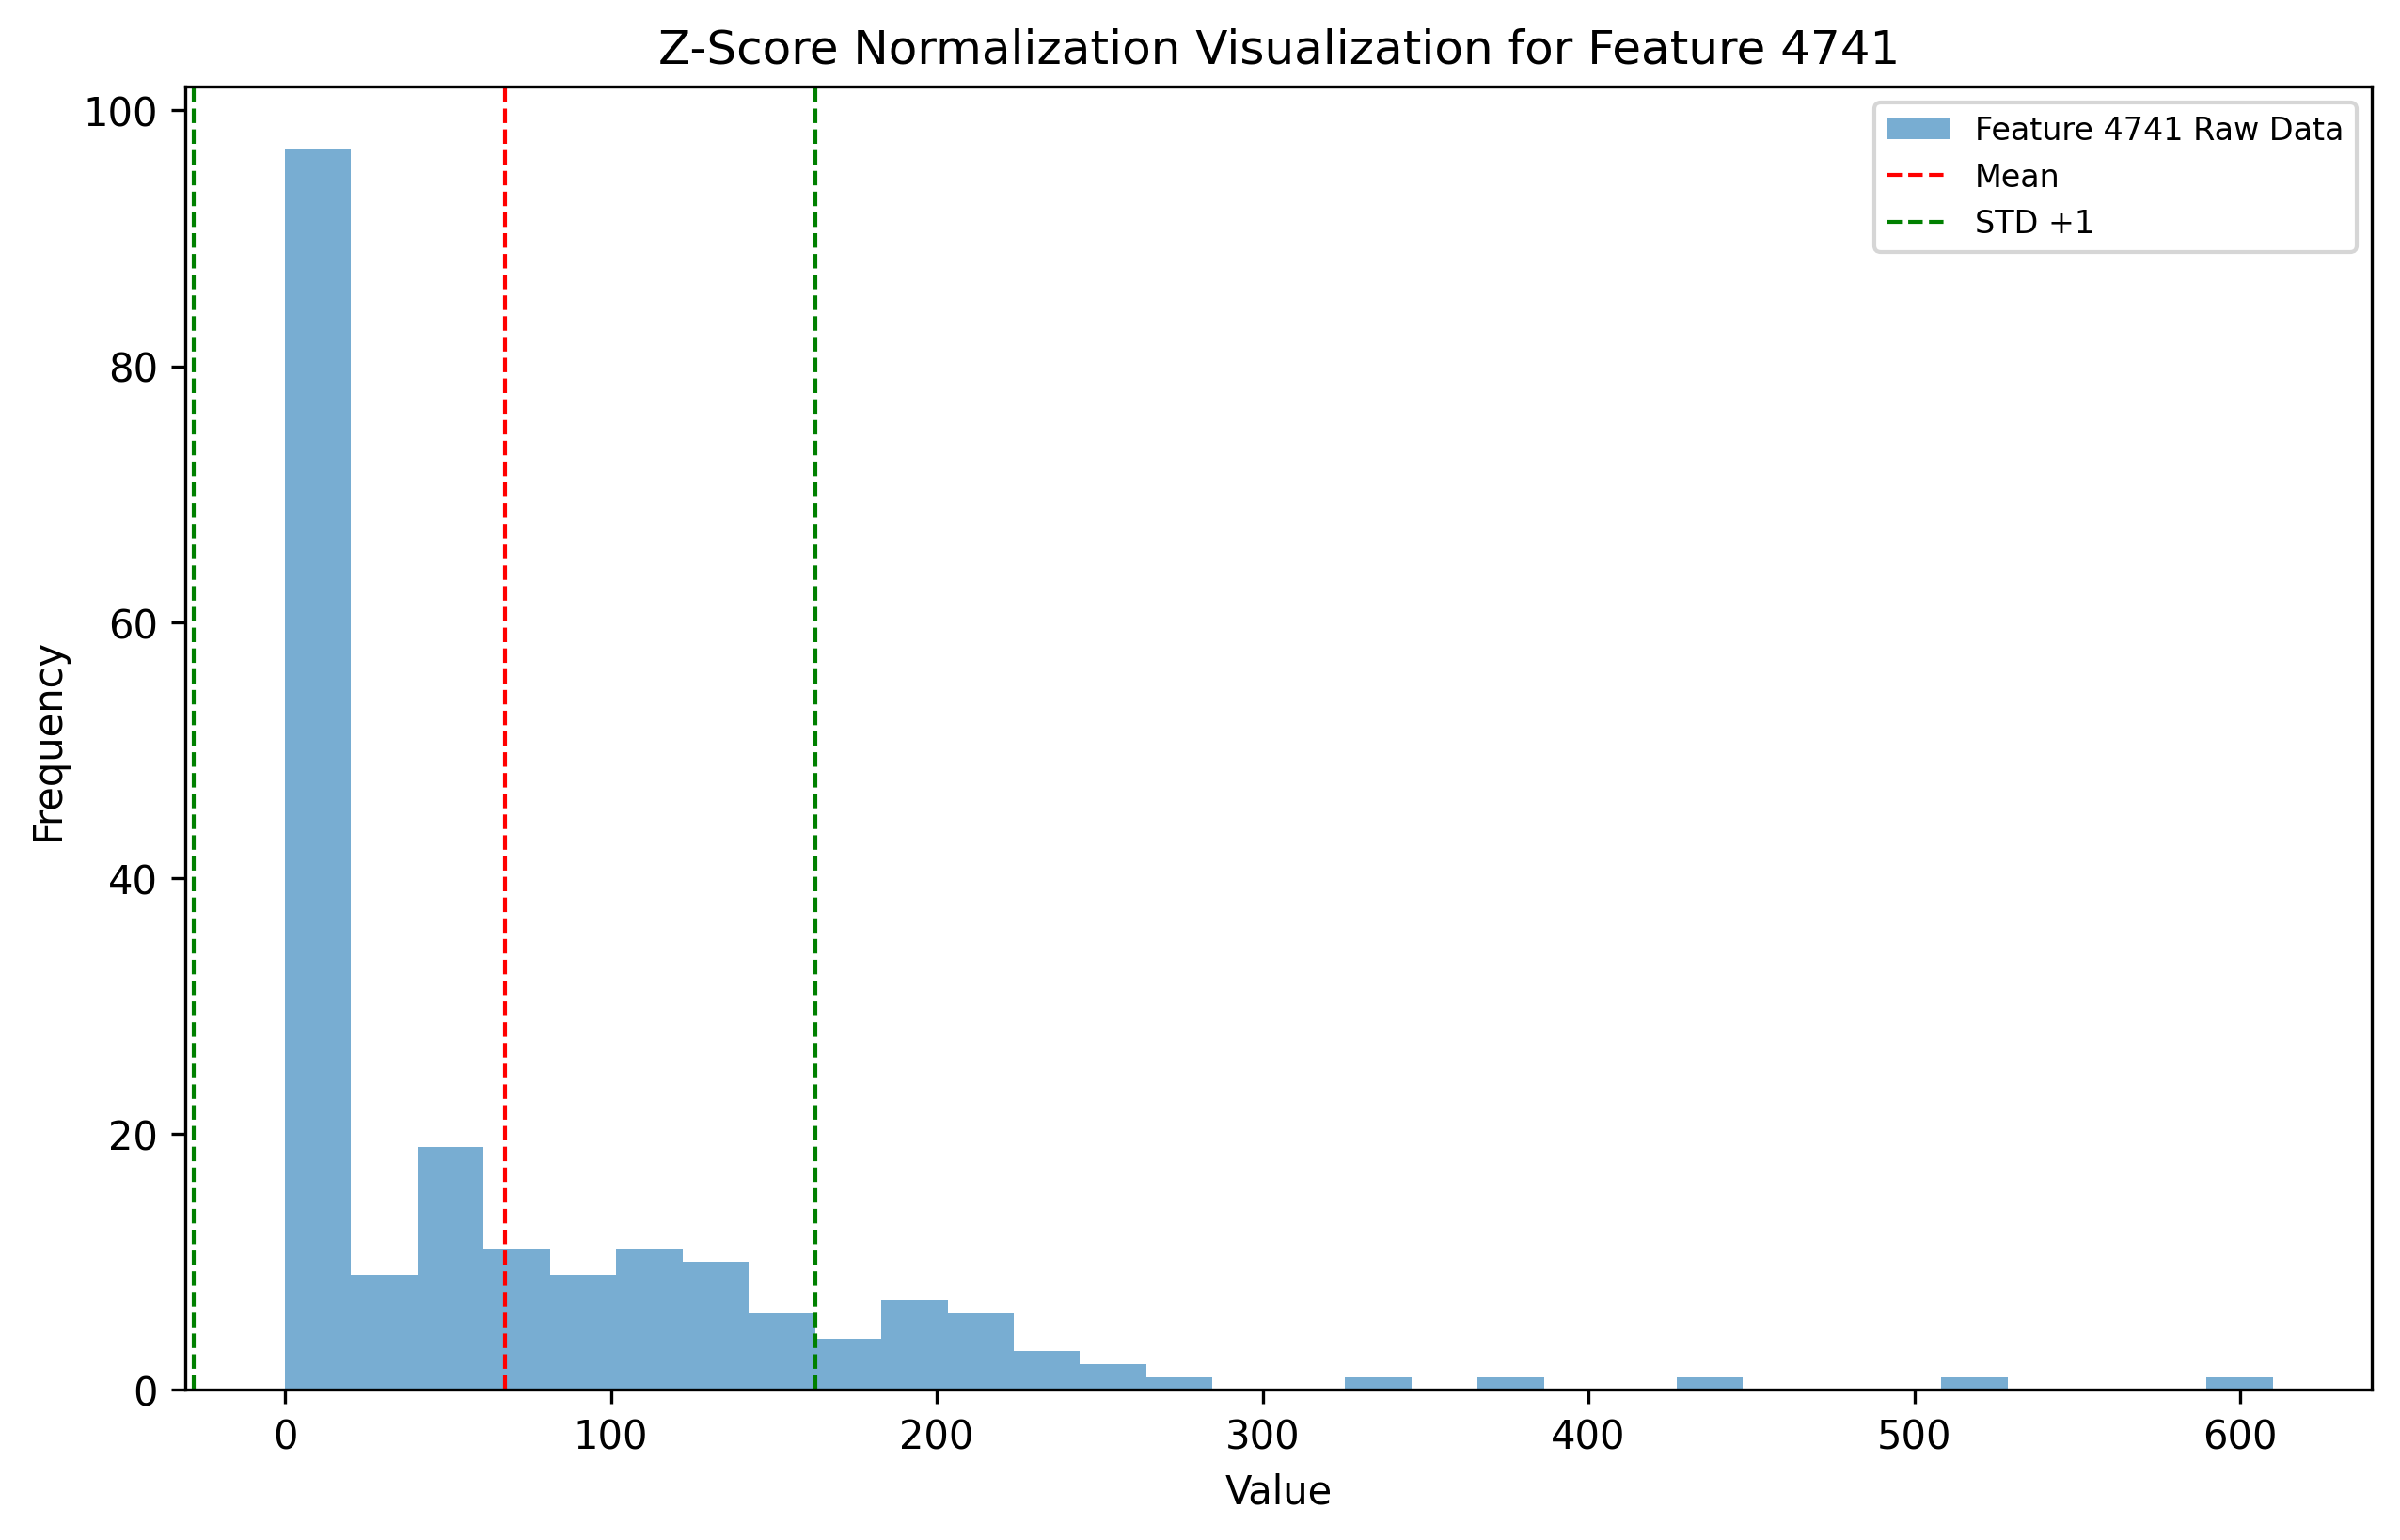 Z-Score Normalization Visualization for Feature 4741
Feature 4741 Raw Data
Mean
STD +1
100
80
60
40
20
0
Frequency
0 100 200 300 400 500 600
Value